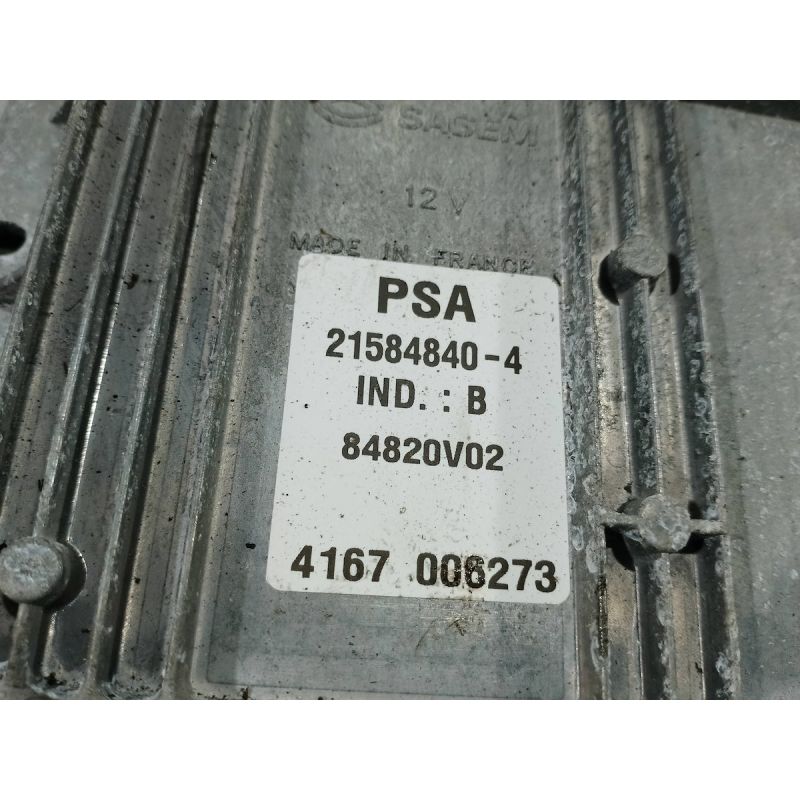 SAGEM
12 V
MADE IN FRANCE
PSA
21584840-4
IND. : B
84820V02
4167 006273